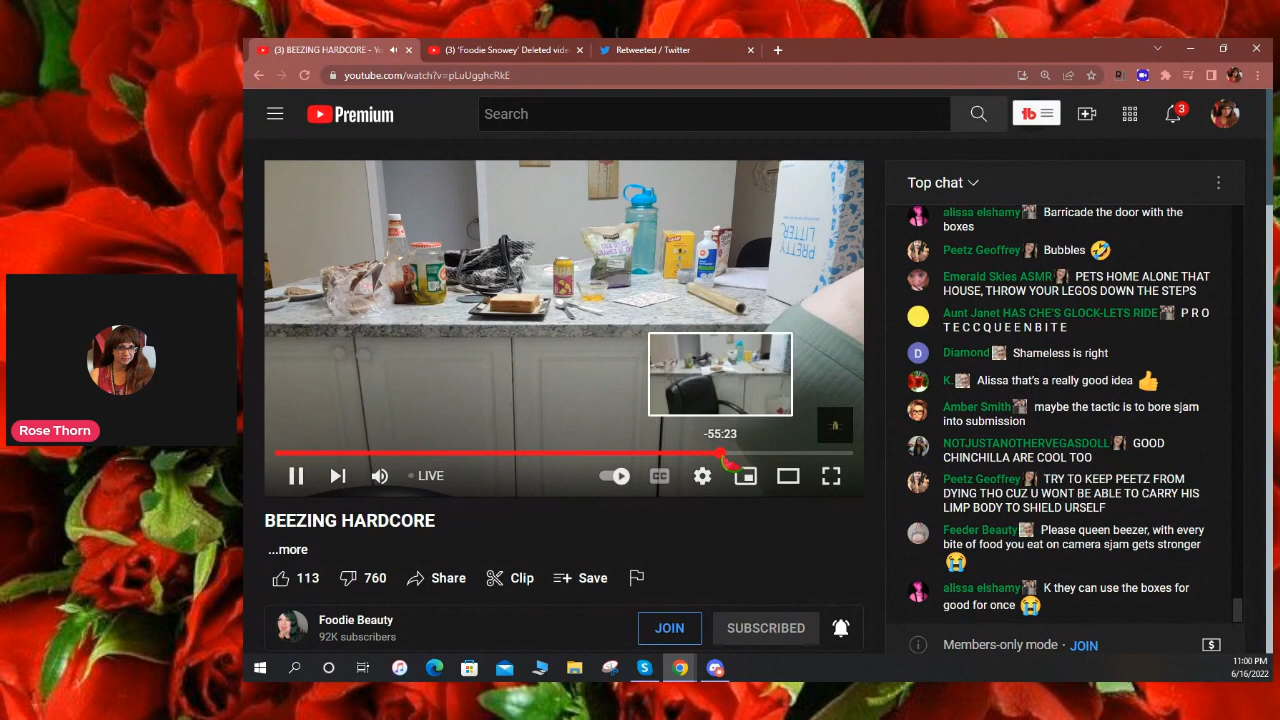 (3) BEEZING HARDCORE - Yo
(3) 'Foodie Snowey' Deleted vide
Retweeted / Twitter
youtube.com/watch?v=pLuUgghcRkE
Premium
Search
3
Top chat
alissa elshamy Barricade the door with the
boxes
Peetz Geoffrey Bubbles 🤣
Emerald Skies ASMR PETS HOME ALONE THAT
HOUSE, THROW YOUR LEGOS DOWN THE STEPS
Aunt Janet HAS CHE'S GLOCK-LETS RIDE P R O
T E C C Q U E E N B I T E
Diamond Shameless is right
K. Alissa that's a really good idea 👍
Amber Smith maybe the tactic is to bore sjam
into submission
NOTJUSTANOTHERVEGASDOLL GOOD
CHINCHILLA ARE COOL TOO
Peetz Geoffrey TRY TO KEEP PEETZ FROM
DYING THO CUZ U WONT BE ABLE TO CARRY HIS
LIMP BODY TO SHIELD URSELF
Feeder Beauty Please queen beezer, with every
bite of food you eat on camera sjam gets stronger
😭
alissa elshamy K they can use the boxes for
good for once 😭
Members-only mode · JOIN
PRETTY
LITTER
-55:23
LIVE
CC
Rose Thorn
BEEZING HARDCORE
...more
113
760
Share
Clip
Save
Foodie Beauty
92K subscribers
JOIN
SUBSCRIBED
11:00 PM
6/16/2022